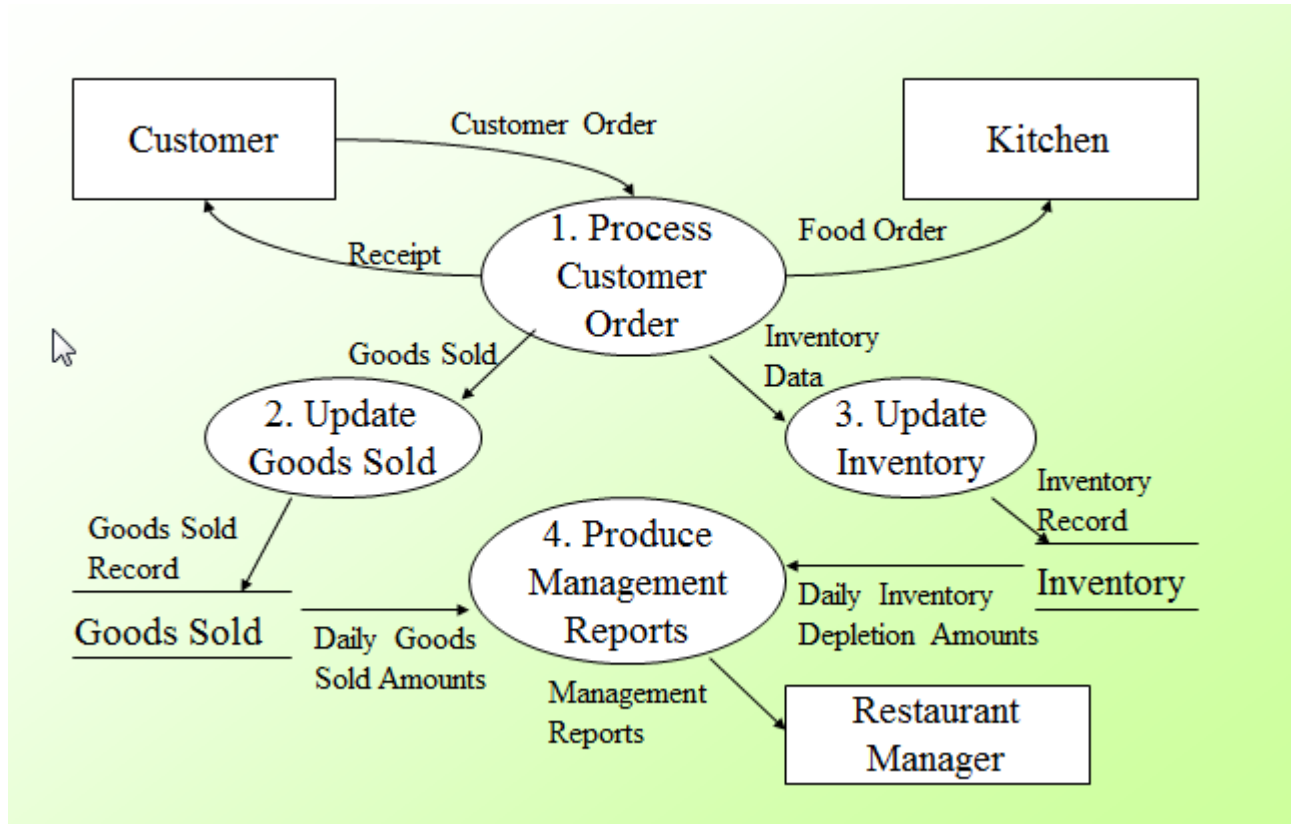 Customer
Customer Order
Kitchen
1. Process
Customer
Order
Receipt
Food Order
Goods Sold
Inventory
Data
2. Update
Goods Sold
3. Update
Inventory
Goods Sold
Record
4. Produce
Management
Reports
Inventory
Record
Goods Sold
Daily Goods
Sold Amounts
Daily Inventory
Depletion Amounts
Inventory
Management
Reports
Restaurant
Manager